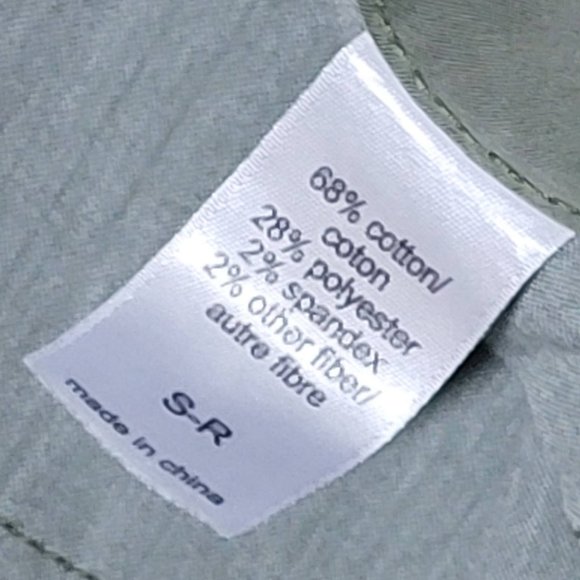 68% cotton/
coton
28% polyester
2% spandex
2% other fiber/
autre fibre
S-R
made in china